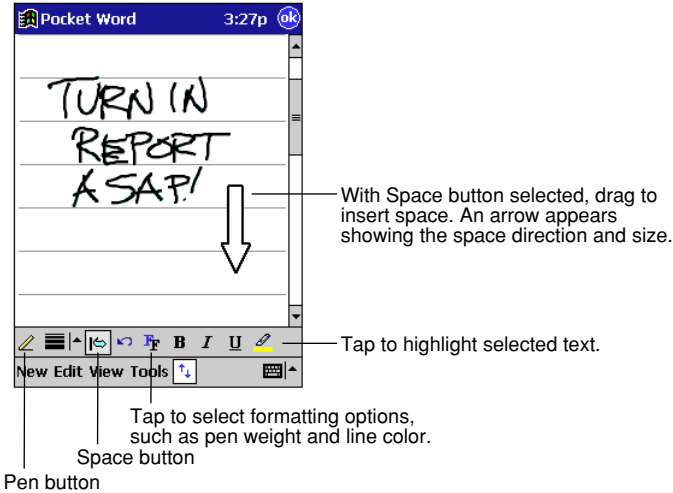 Pocket Word 3:27p ok
TURN IN
REPORT
ASAP!
With Space button selected, drag to
insert space. An arrow appears
showing the space direction and size.
B I U
Tap to highlight selected text.
New Edit View Tools
Tap to select formatting options,
such as pen weight and line color.
Space button
Pen button